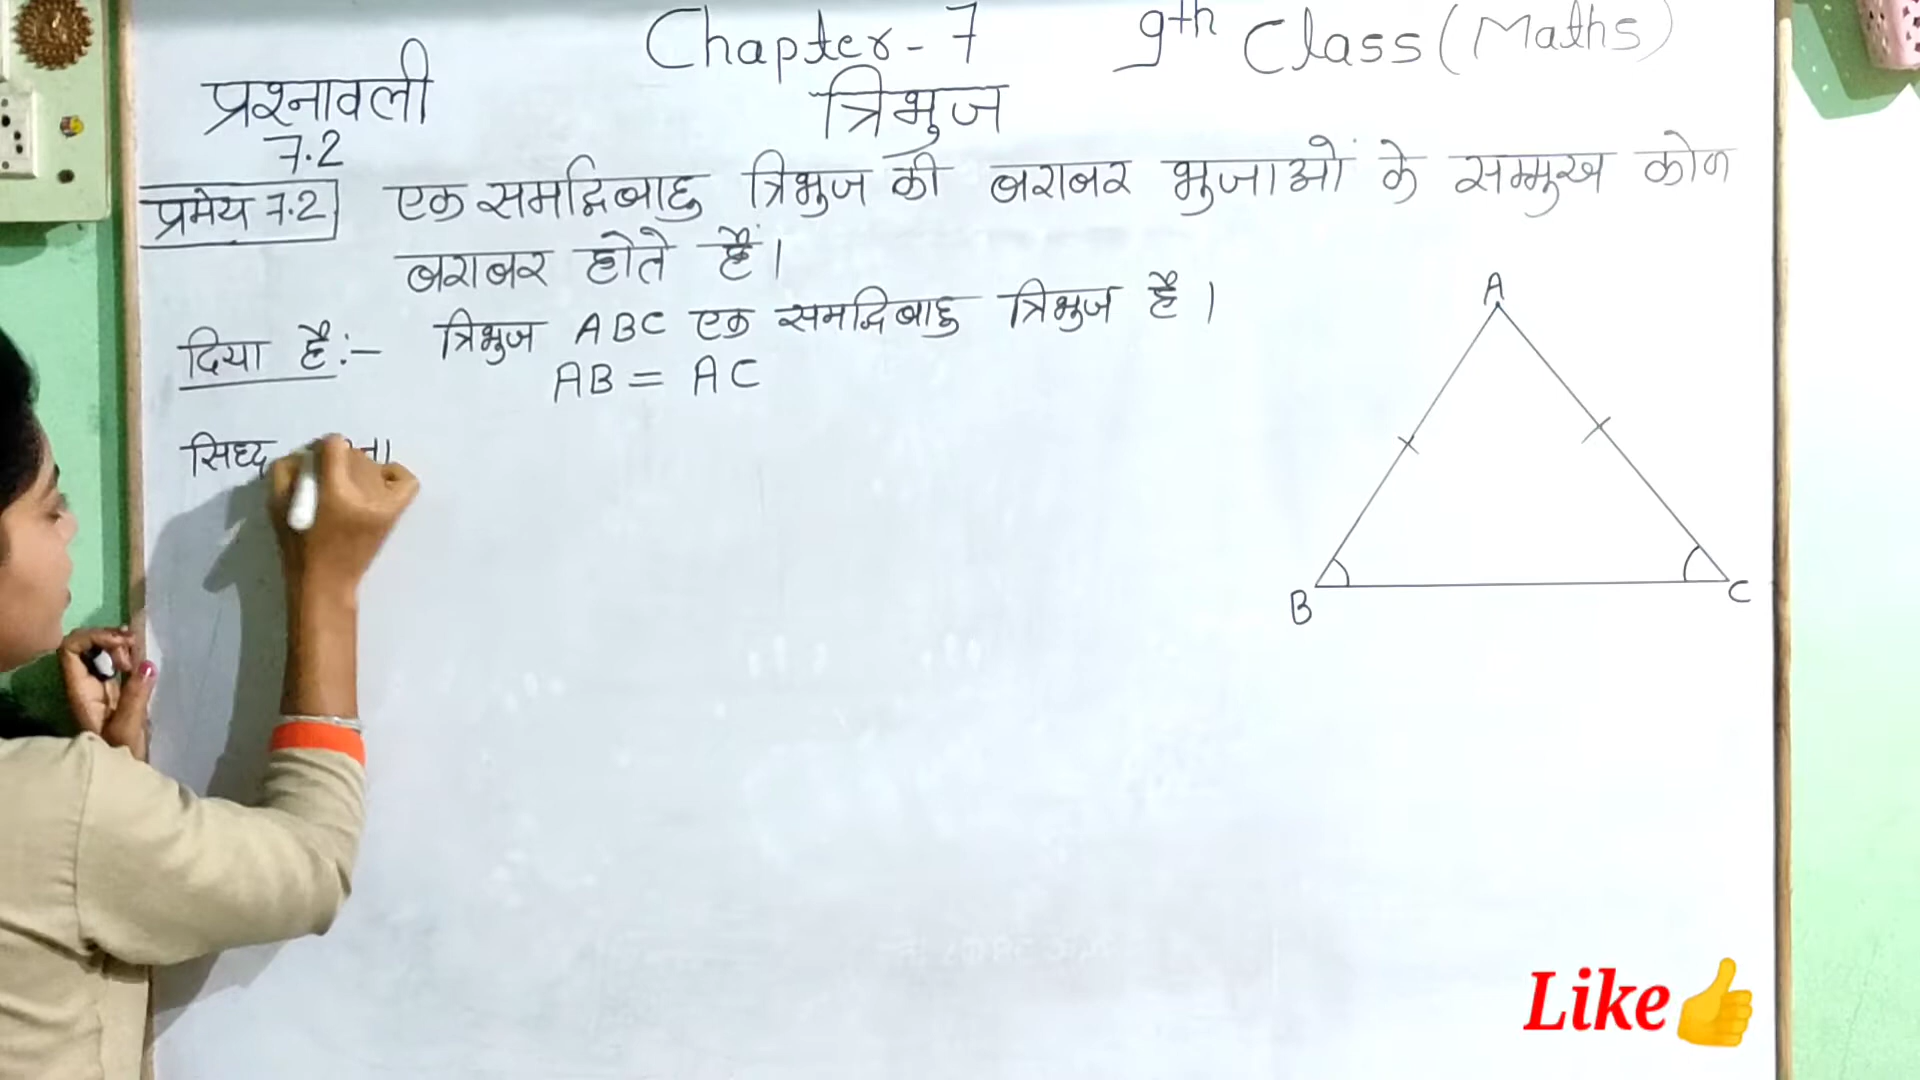 Chapter-7 9th Class (Maths)
प्रश्नावली त्रिभुज
7.2
प्रमेय 7.2 एक समद्विबाहु त्रिभुज की बराबर भुजाओं के सम्मुख कोण
बराबर होते हैं।
दिया है:- त्रिभुज ABC एक समद्विबाहु त्रिभुज है।
AB = AC
सिध्द
A
B
C
Like